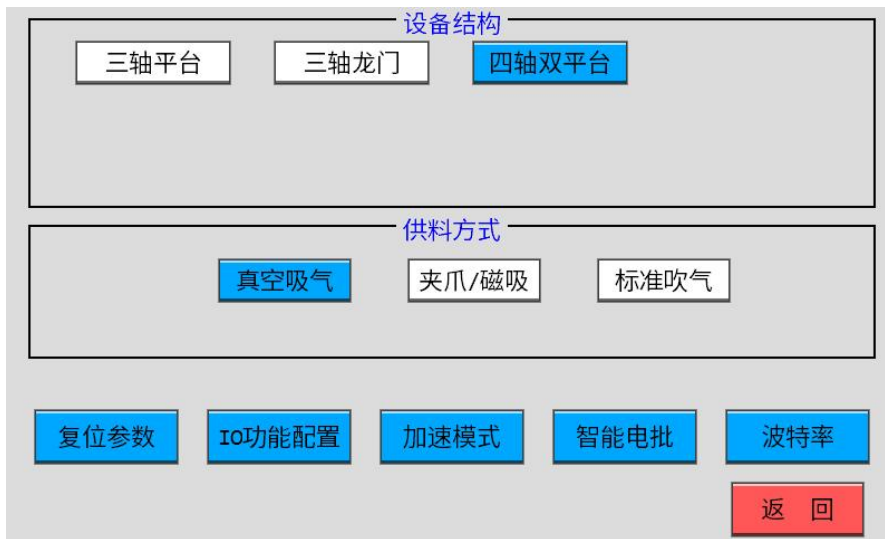 设备结构
三轴平台 三轴龙门 四轴双平台
供料方式
真空吸气 夹爪/磁吸 标准吹气
复位参数 IO功能配置 加速模式 智能电批 波特率
返 回